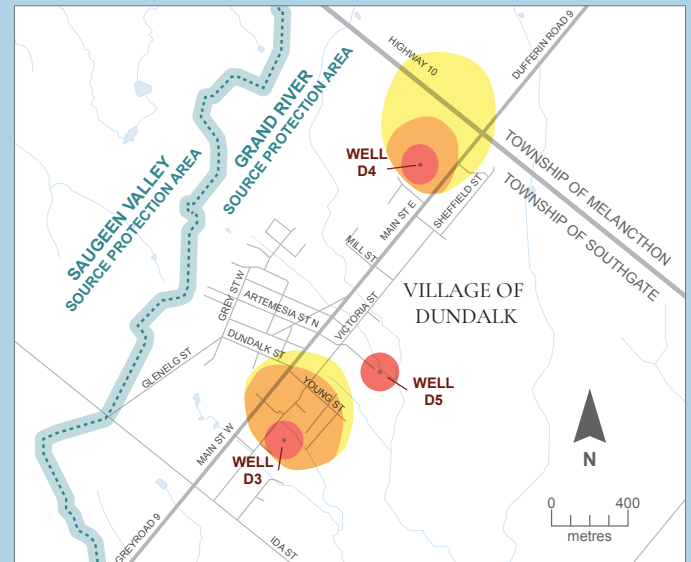 DUFFERIN ROAD 9
HIGHWAY 10
SAUGEEN VALLEY
SOURCE PROTECTION AREA
GRAND RIVER
SOURCE PROTECTION AREA
TOWNSHIP OF MELANCTHON
TOWNSHIP OF SOUTHGATE
WELL
D4
SHEFFIELD ST
MAIN ST E
MILL ST
VILLAGE OF
DUNDALK
GREY ST W
ARTEMESIA ST N
VICTORIA ST
DUNDALK ST
GLENELG ST
YOUNG ST
WELL
D5
MAIN ST W
WELL
D3
N
0 400
metres
IDA ST
GREYROAD 9